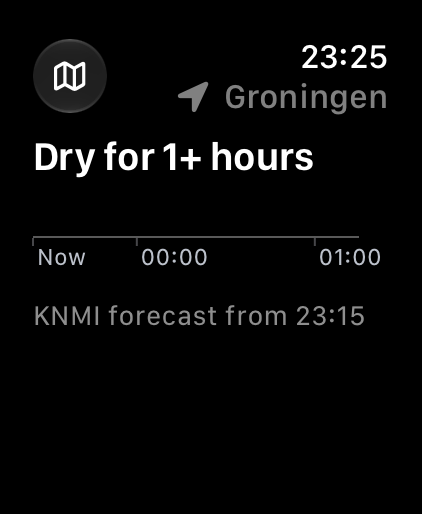 23:25
Groningen
Dry for 1+ hours
Now 00:00 01:00
KNMI forecast from 23:15